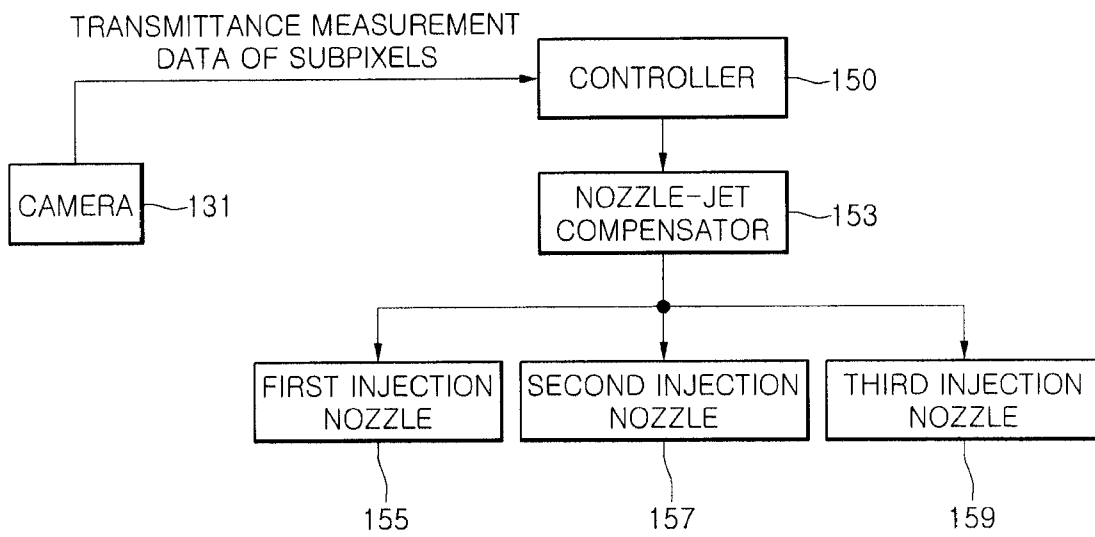 TRANSMITTANCE MEASUREMENT
DATA OF SUBPIXELS
CONTROLLER
150
CAMERA
131
NOZZLE-JET
COMPENSATOR
153
FIRST INJECTION
NOZZLE
SECOND INJECTION
NOZZLE
THIRD INJECTION
NOZZLE
155
157
159